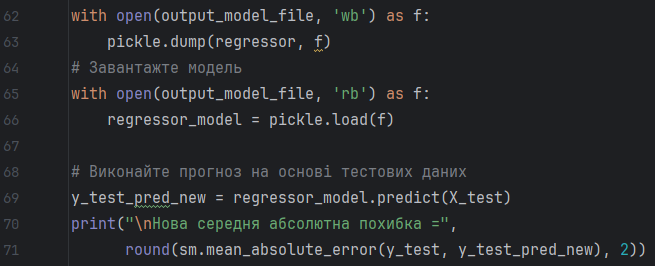 62 with open(output_model_file, 'wb') as f:
63 pickle.dump(regressor, f)
64 # Завантажте модель
65 with open(output_model_file, 'rb') as f:
66 regressor_model = pickle.load(f)
67
68 # Виконайте прогноз на основі тестових даних
69 y_test_pred_new = regressor_model.predict(X_test)
70 print("\nНова середня абсолютна похибка =",
71 round(sm.mean_absolute_error(y_test, y_test_pred_new), 2))